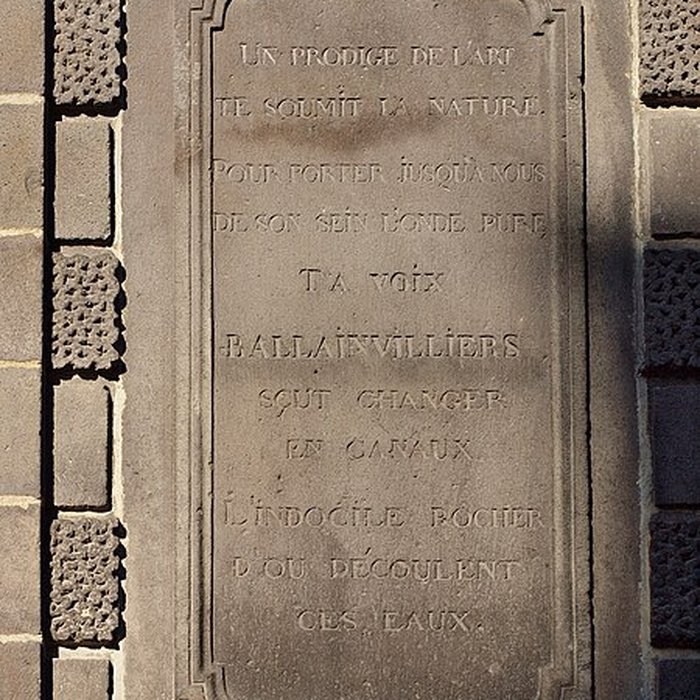 UN PRODIGE DE L'ART
TE SOUMIT LA NATURE.
POUR PORTER JUSQU'A NOUS
DE SON SEIN L'ONDE PURE
TA VOIX
BALLAINVILLIERS
SÇUT CHANGER
EN CANAUX
L'INDOCILE ROCHER
D'OU DÉCOULENT
CES EAUX.